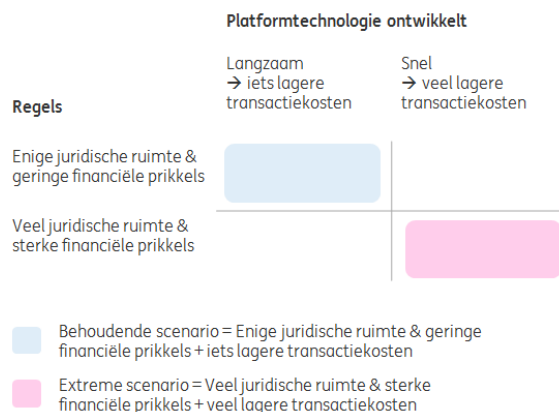 Platformtechnologie ontwikkelt
Langzaam
→ iets lagere
transactiekosten
Snel
→ veel lagere
transactiekosten
Regels
Enige juridische ruimte &
geringe financiële prikkels
Veel juridische ruimte &
sterke financiële prikkels
Behoudende scenario = Enige juridische ruimte & geringe
financiële prikkels + iets lagere transactiekosten
Extreme scenario = Veel juridische ruimte & sterke
financiële prikkels + veel lagere transactiekosten